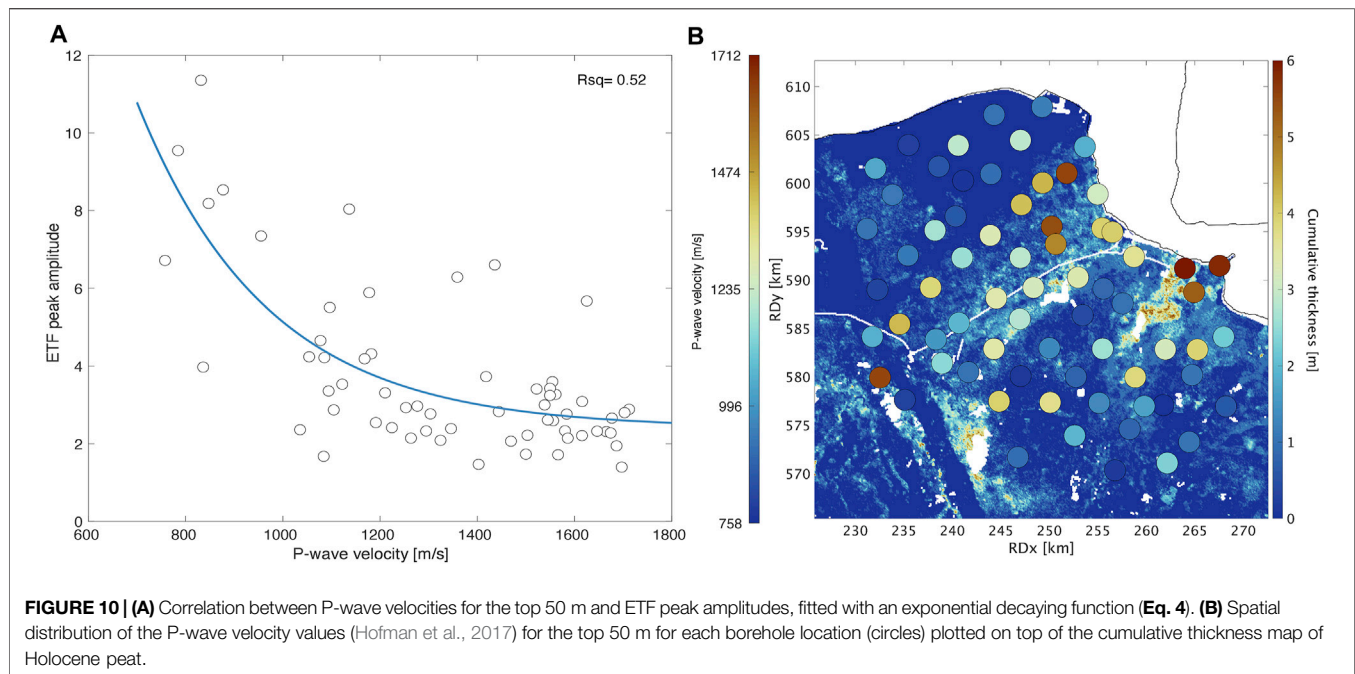 A
12
10
8
6
4
2
0
ETF peak amplitude
Rsq= 0.52
600 800 1000 1200 1400 1600 1800
P-wave velocity [m/s]
B
1712
1474
1235
996
758
P-wave velocity [m/s]
610
605
600
595
590
585
580
575
570
RDy [km]
230 235 240 245 250 255 260 265 270
RDx [km]
6
5
4
3
2
1
0
Cumulative thickness [m]
FIGURE 10 | (A) Correlation between P-wave velocities for the top 50 m and ETF peak amplitudes, fitted with an exponential decaying function (Eq. 4). (B) Spatial
distribution of the P-wave velocity values (Hofman et al., 2017) for the top 50 m for each borehole location (circles) plotted on top of the cumulative thickness map of
Holocene peat.